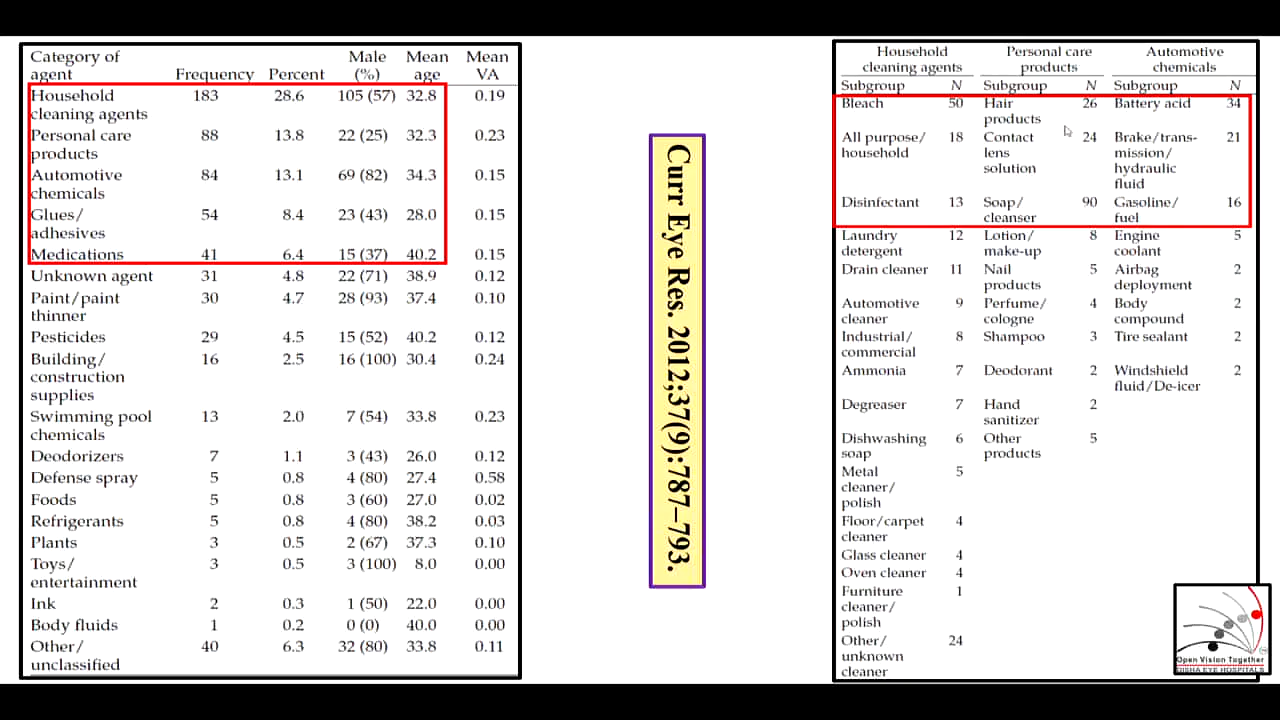 Category of agent Frequency Percent Male (%) Mean age Mean VA
Household cleaning agents 183 28.6 105 (57) 32.8 0.19
Personal care products 88 13.8 22 (25) 32.3 0.23
Automotive chemicals 84 13.1 69 (82) 34.3 0.15
Glues/ adhesives 54 8.4 23 (43) 28.0 0.15
Medications 41 6.4 15 (37) 40.2 0.15
Unknown agent 31 4.8 22 (71) 38.9 0.12
Paint/paint thinner 30 4.7 28 (93) 37.4 0.10
Pesticides 29 4.5 15 (52) 40.2 0.12
Building/ construction supplies 16 2.5 16 (100) 30.4 0.24
Swimming pool chemicals 13 2.0 7 (54) 33.8 0.23
Deodorizers 7 1.1 3 (43) 26.0 0.12
Defense spray 5 0.8 4 (80) 27.4 0.58
Foods 5 0.8 3 (60) 27.0 0.02
Refrigerants 5 0.8 4 (80) 38.2 0.03
Plants 3 0.5 2 (67) 37.3 0.10
Toys/ entertainment 3 0.5 3 (100) 8.0 0.00
Ink 2 0.3 1 (50) 22.0 0.00
Body fluids 1 0.2 0 (0) 40.0 0.00
Other/ unclassified 40 6.3 32 (80) 33.8 0.11
Curr Eye Res. 2012;37(9):787–793.
Household cleaning agents Personal care products Automotive chemicals
Subgroup N Subgroup N Subgroup N
Bleach 50 Hair products 26 Battery acid 34
All purpose/ household 18 Contact lens solution 24 Brake/trans-mission/ hydraulic fluid 21
Disinfectant 13 Soap/ cleanser 90 Gasoline/ fuel 16
Laundry detergent 12 Lotion/ make-up 8 Engine coolant 5
Drain cleaner 11 Nail products 5 Airbag deployment 2
Automotive cleaner 9 Perfume/ cologne 4 Body compound 2
Industrial/ commercial 8 Shampoo 3 Tire sealant 2
Ammonia 7 Deodorant 2 Windshield fluid/De-icer 2
Degreaser 7 Hand sanitizer 2
Dishwashing soap 6 Other products 5
Metal cleaner/ polish 5
Floor/carpet cleaner 4
Glass cleaner 4
Oven cleaner 4
Furniture cleaner/ polish 1
Other/ unknown cleaner 24
Open Vision Together
DISHA EYE HOSPITALS